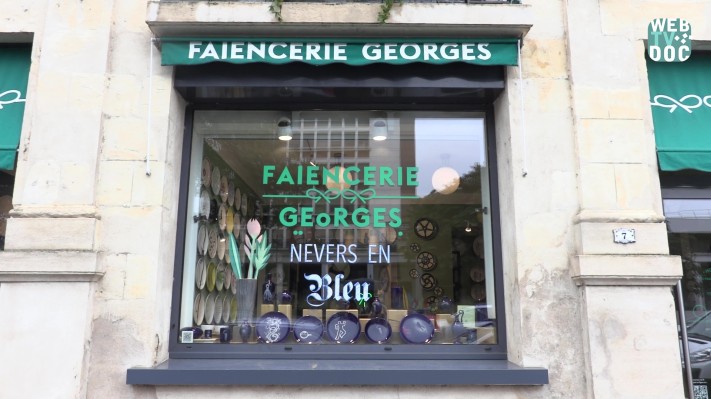 WEB
TV
DOC
FAIENCERIE GEORGES
FAIENCERIE
GEORGES
NEVERS EN
Bleu
7